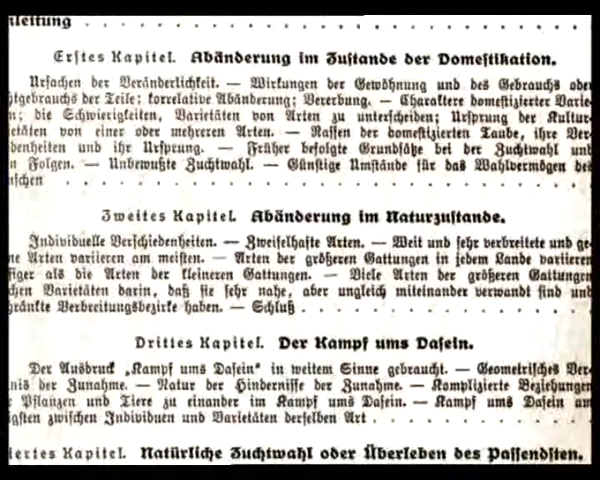 nleitung
Erstes Kapitel. Abänderung im Zustande der Domestikation.
Ursachen der Veränderlichkeit. — Wirkungen der Gewöhnung und des Gebrauchs oder
htgebrauchs der Teile; korrelative Abänderung; Vererbung. — Charaktere domestizierter Varie-
n; die Schwierigkeiten, Varietäten von Arten zu unterscheiden; Ursprung der Kultur-
ietäten von einer oder mehreren Arten. — Rassen der domestizierten Taube, ihre Ver-
denheiten und ihr Ursprung. — Früher befolgte Grundsätze bei der Zuchtwahl und
n Folgen. — Unbewußte Zuchtwahl. — Günstige Umstände für das Wahlvermögen des
nschen
Zweites Kapitel. Abänderung im Naturzustande.
Individuelle Verschiedenheiten. — Zweifelhafte Arten. — Weit und sehr verbreitete und ge-
ne Arten variieren am meisten. — Arten der größeren Gattungen in jedem Lande variieren
figer als die Arten der kleineren Gattungen. — Viele Arten der größeren Gattungen
chen Varietäten darin, daß sie sehr nahe, aber ungleich miteinander verwandt sind und
hränkte Verbreitungsbezirke haben. — Schluß
Drittes Kapitel. Der Kampf ums Dasein.
Der Ausdruck „Kampf ums Dasein" in weitem Sinne gebraucht. — Geometrisches Ver-
nis der Zunahme. — Natur der Hindernisse der Zunahme. — Komplizierte Beziehungen
r Pflanzen und Tiere zu einander im Kampf ums Dasein. — Kampf ums Dasein am
igsten zwischen Individuen und Varietäten derselben Art
iertes Kapitel. Natürliche Zuchtwahl oder Überleben des Passendsten.